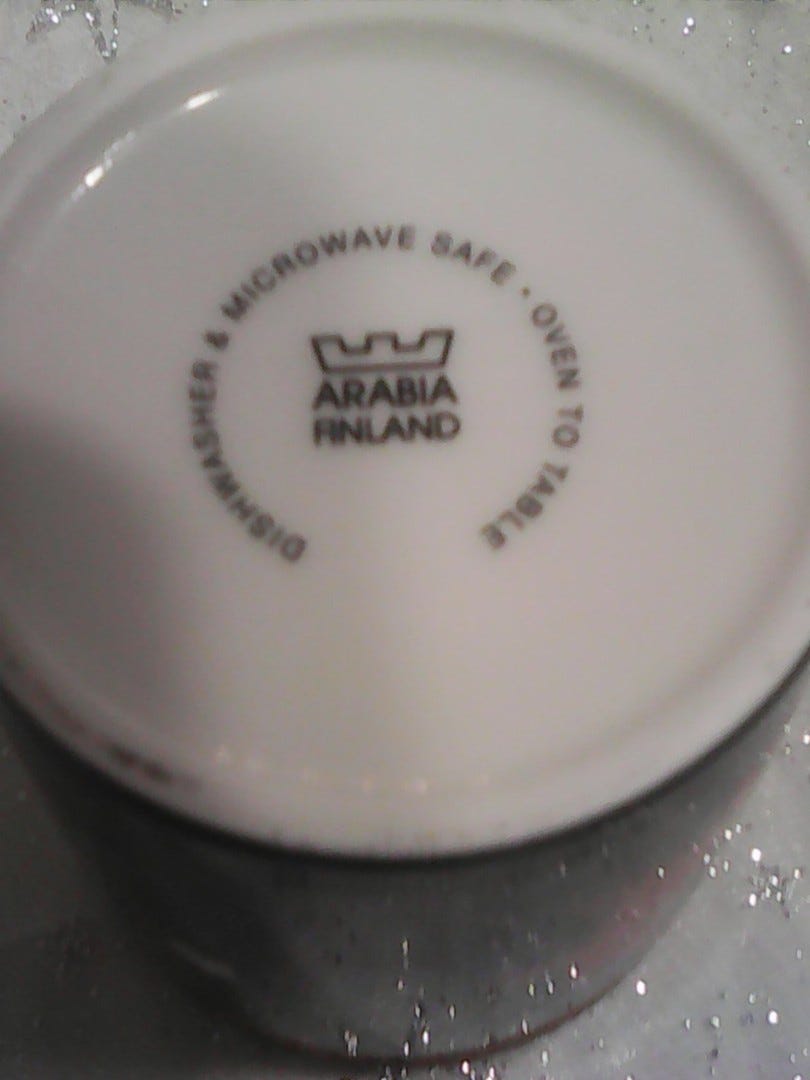 DISHWASHER & MICROWAVE SAFE · OVEN TO TABLE
ARABIA
FINLAND